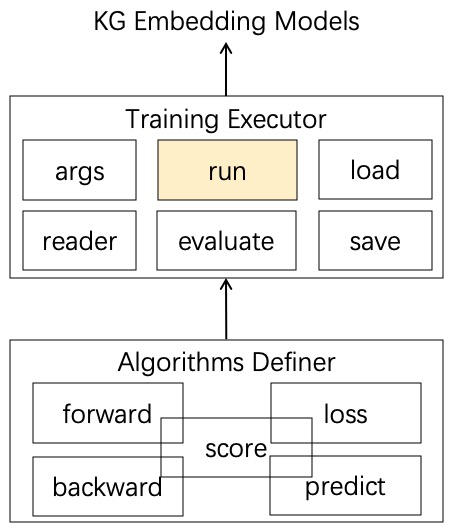 KG Embedding Models
Training Executor
args run load
reader evaluate save
Algorithms Definer
forward loss
score
backward predict